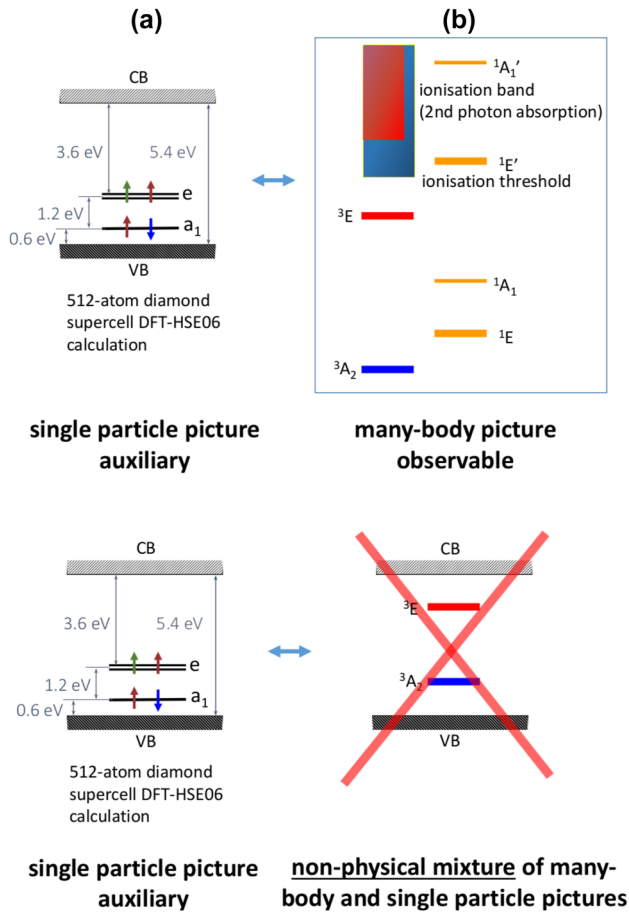 (a)
(b)
CB
3.6 eV
5.4 eV
e
1.2 eV
a₁
0.6 eV
VB
512-atom diamond
supercell DFT-HSE06
calculation
single particle picture
auxiliary
¹A₁’
ionisation band
(2nd photon absorption)
¹E’
ionisation threshold
³E
¹A₁
¹E
³A₂
many-body picture
observable
CB
3.6 eV
5.4 eV
e
1.2 eV
a₁
0.6 eV
VB
512-atom diamond
supercell DFT-HSE06
calculation
single particle picture
auxiliary
CB
³E
³A₂
VB
non-physical mixture of many-
body and single particle pictures